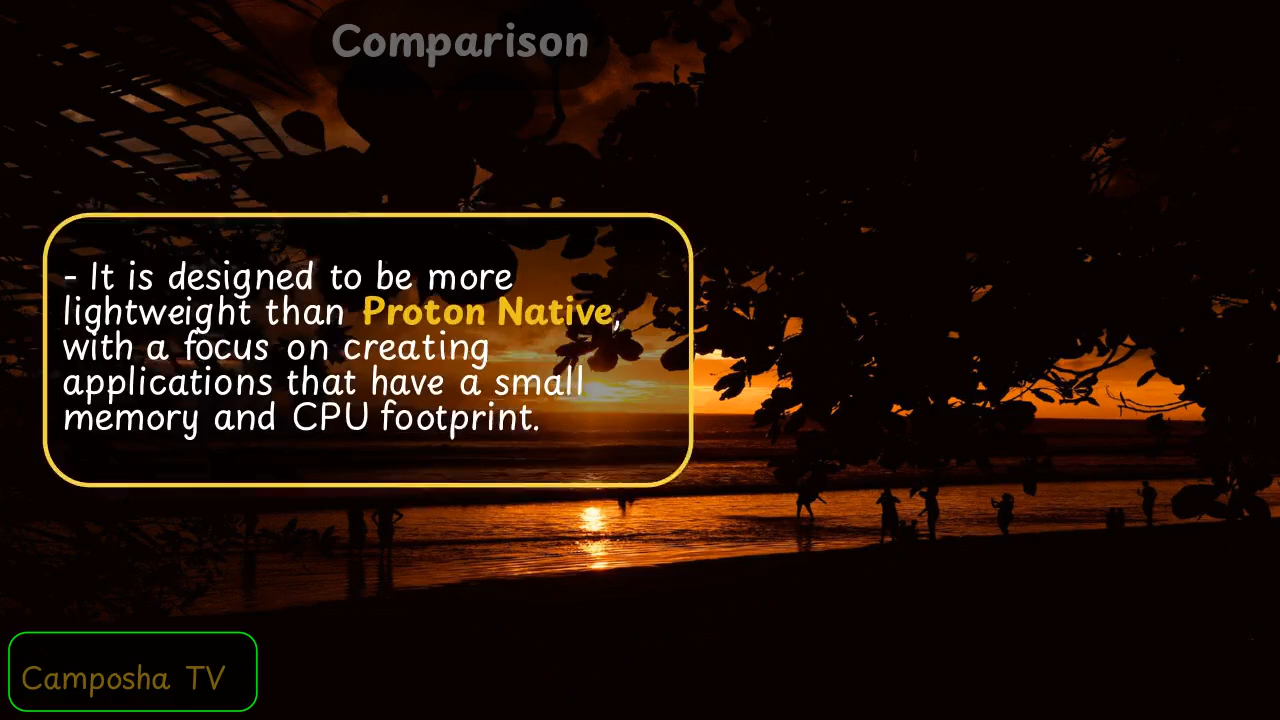 Comparison
- It is designed to be more
lightweight than Proton Native,
with a focus on creating
applications that have a small
memory and CPU footprint.
Camposha TV